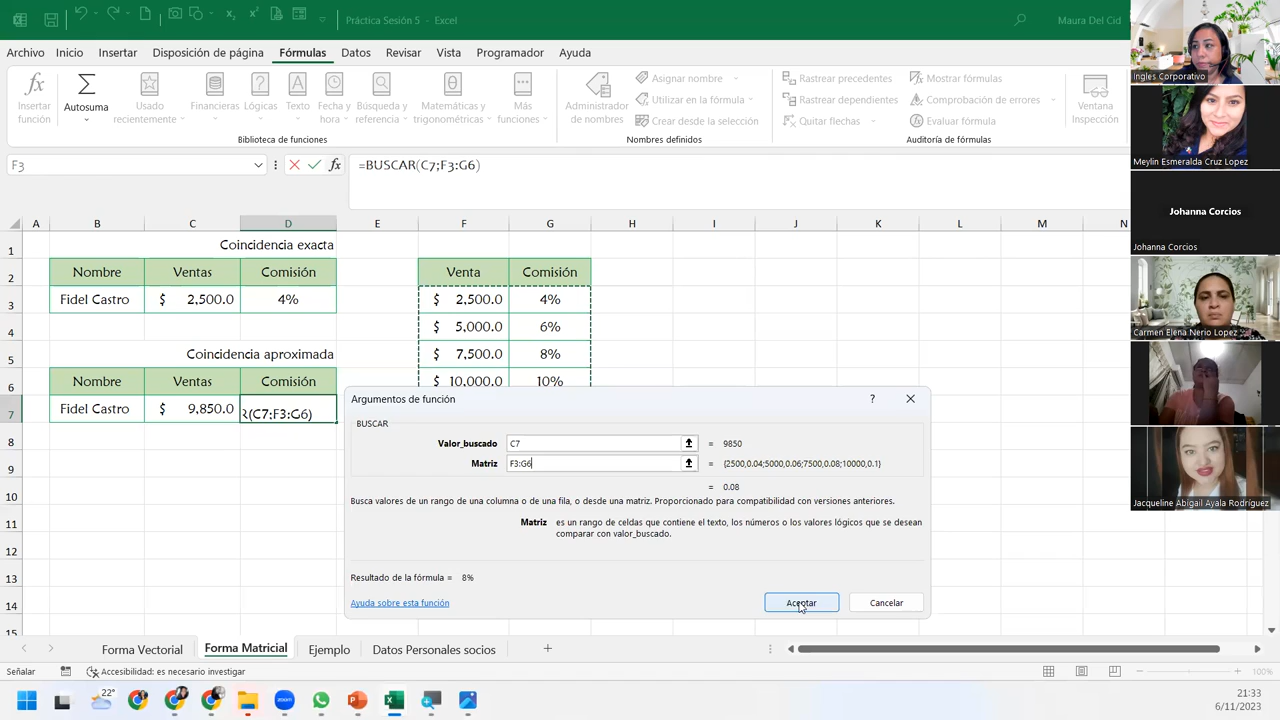 Práctica Sesión 5 - Excel
Maura Del Cid
Archivo Inicio Insertar Disposición de página Fórmulas Datos Revisar Vista Programador Ayuda
Insertar función
Autosuma
Usado recientemente
Financieras
Lógicas
Texto
Fecha y hora
Búsqueda y referencia
Matemáticas y trigonométricas
Más funciones
Biblioteca de funciones
Administrador de nombres
Asignar nombre
Utilizar en la fórmula
Crear desde la selección
Nombres definidos
Rastrear precedentes
Rastrear dependientes
Quitar flechas
Mostrar fórmulas
Comprobación de errores
Evaluar fórmula
Auditoría de fórmulas
Ventana Inspección
F3
fx
=BUSCAR(C7;F3:G6)
A B C D E F G H I J K L M N
1 Coincidencia exacta
2 Nombre Ventas Comisión Venta Comisión
3 Fidel Castro $ 2,500.0 4% $ 2,500.0 4%
4 $ 5,000.0 6%
5 Coincidencia aproximada $ 7,500.0 8%
6 Nombre Ventas Comisión $ 10,000.0 10%
7 Fidel Castro $ 9,850.0 R(C7;F3:G6)
8
9
10
11
12
13
14
15
Argumentos de función ?
BUSCAR
Valor_buscado C7 = 9850
Matriz F3:G6 = {2500,0.04;5000,0.06;7500,0.08;10000,0.1}
= 0.08
Busca valores de un rango de una columna o de una fila, o desde una matriz. Proporcionado para compatibilidad con versiones anteriores.
Matriz es un rango de celdas que contiene el texto, los números o los valores lógicos que se desean
comparar con valor_buscado.
Resultado de la fórmula = 8%
Ayuda sobre esta función
Aceptar Cancelar
Forma Vectorial Forma Matricial Ejemplo Datos Personales socios +
Señalar Accesibilidad: es necesario investigar 100%
22°
zoom
21:33
6/11/2023
Ingles Corporativo
Meylin Esmeralda Cruz Lopez
Johanna Corcios
Johanna Corcios
Carmen Elena Nerio Lopez
Jacqueline Abigail Ayala Rodríguez